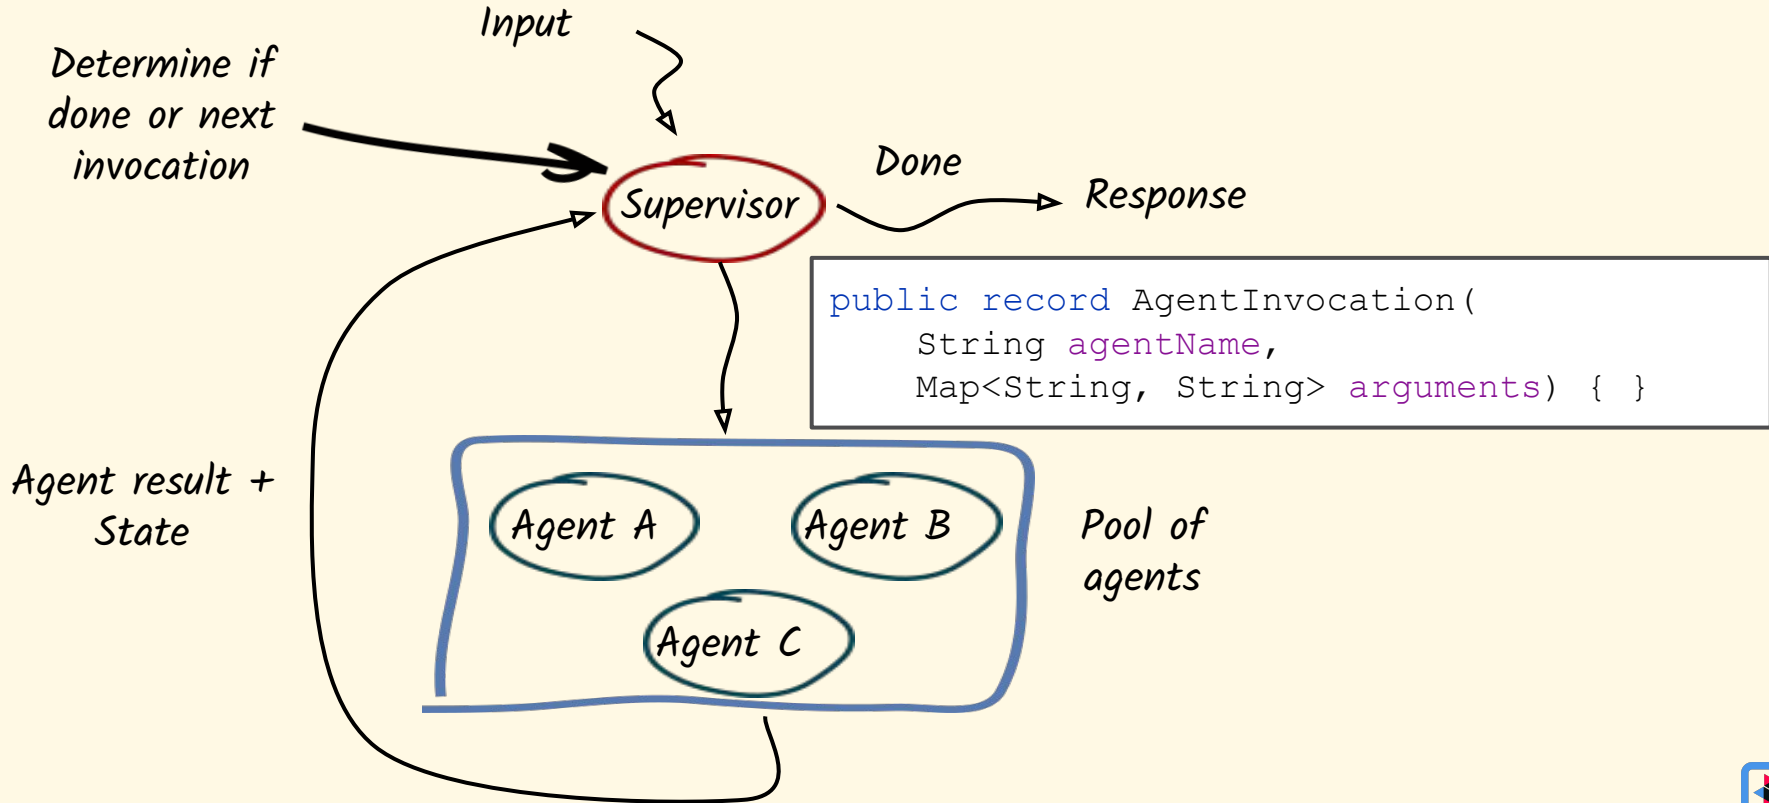 Input
Determine if
done or next
invocation
Supervisor
Done
Response
public record AgentInvocation(
    String agentName,
    Map<String, String> arguments) { }
Agent result +
State
Agent A
Agent B
Agent C
Pool of
agents